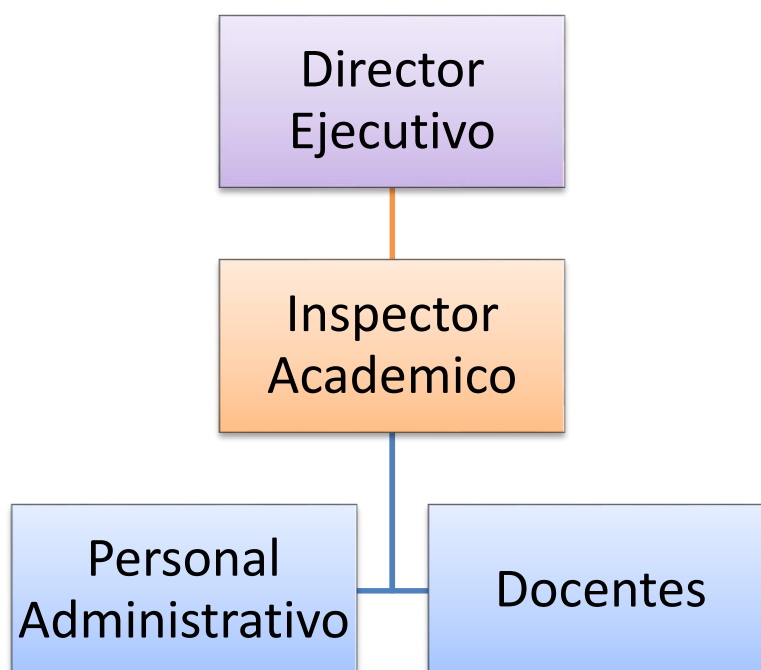 Director
Ejecutivo
Inspector
Academico
Personal
Administrativo
Docentes